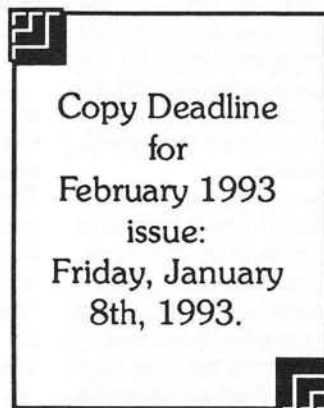 Copy Deadline
for
February 1993
issue:
Friday, January
8th, 1993.